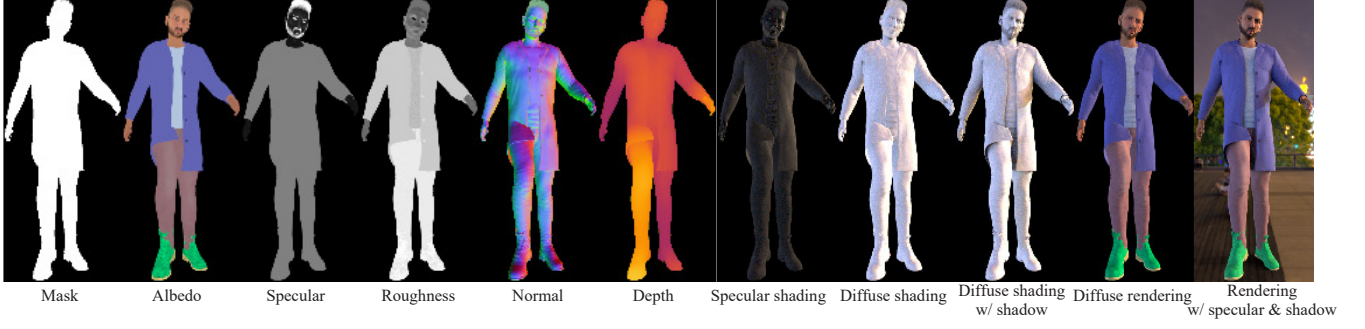 Mask
Albedo
Specular
Roughness
Normal
Depth
Specular shading
Diffuse shading
Diffuse shading
w/ shadow
Diffuse rendering
Rendering
w/ specular & shadow